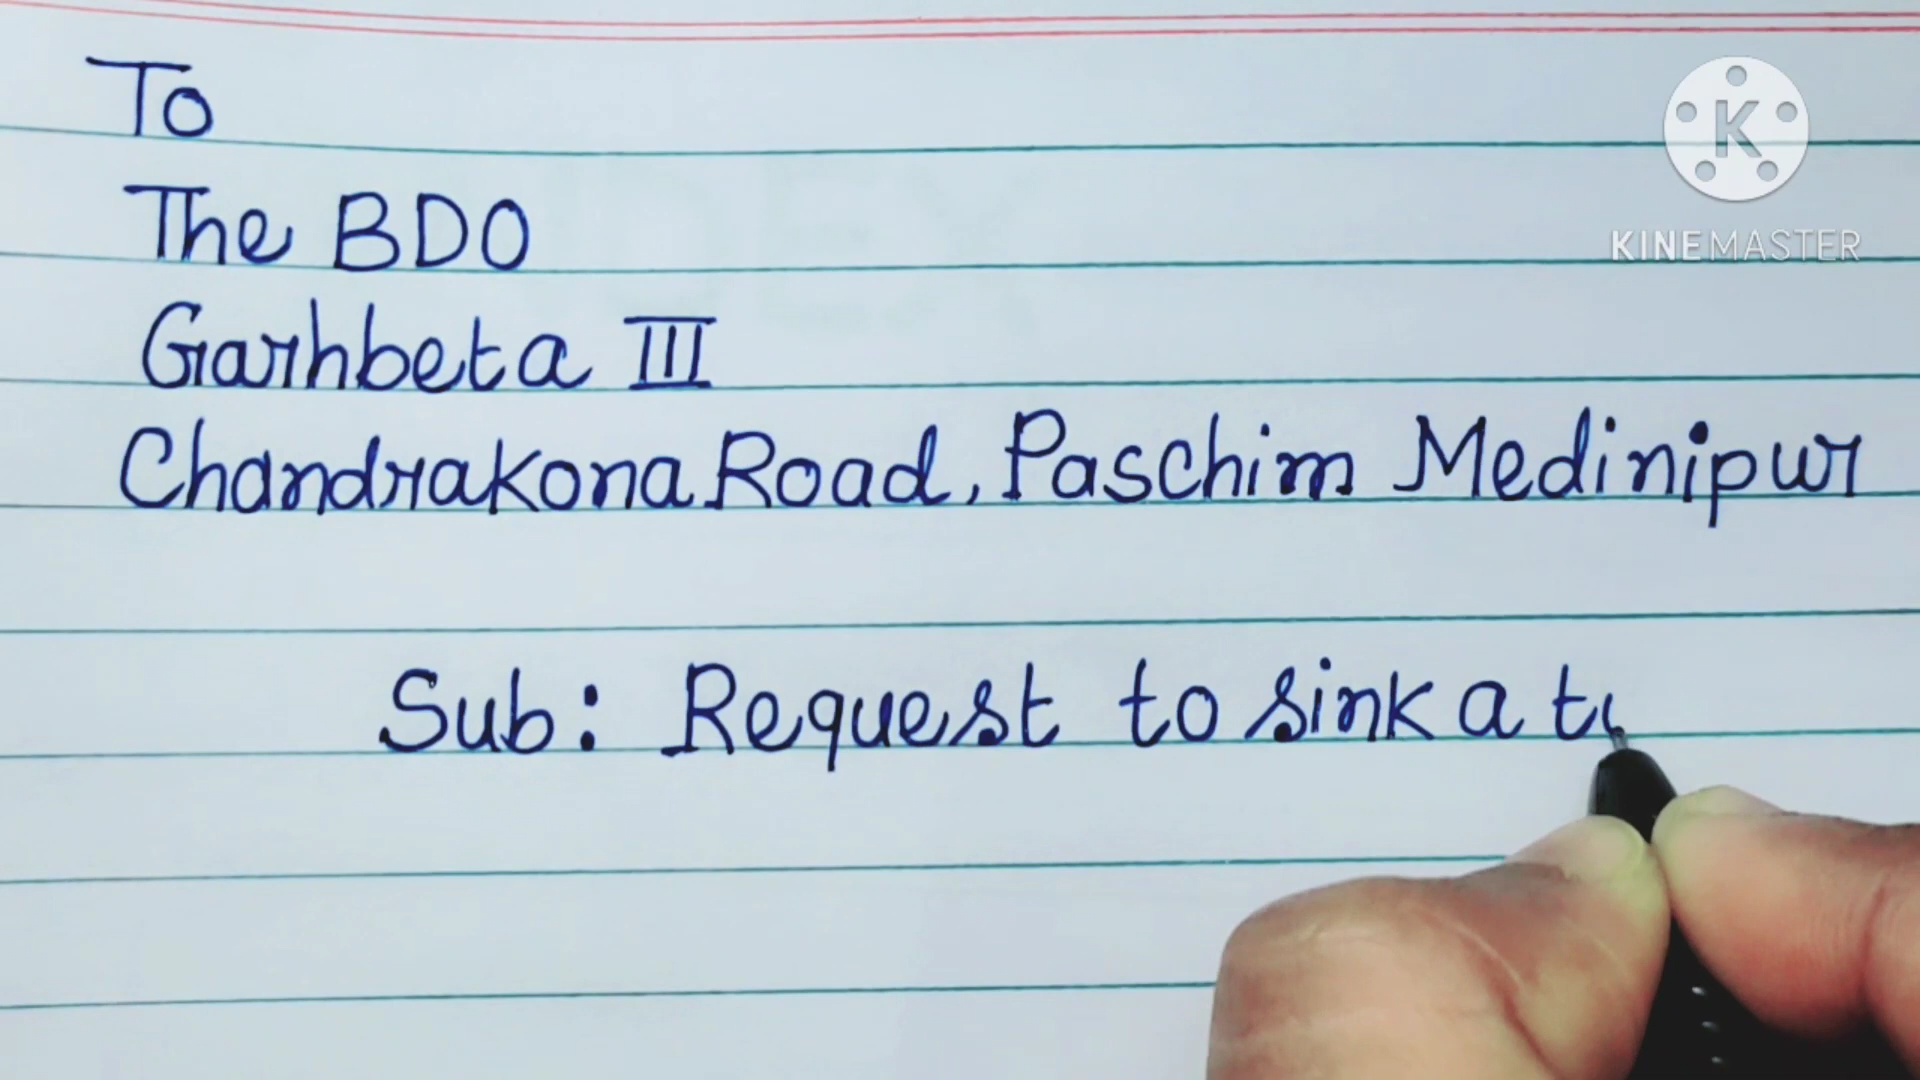 To
The BDO
Garhbeta III
Chandrakona Road, Paschim Medinipur
Sub: Request to sink a
K
KINEMASTER